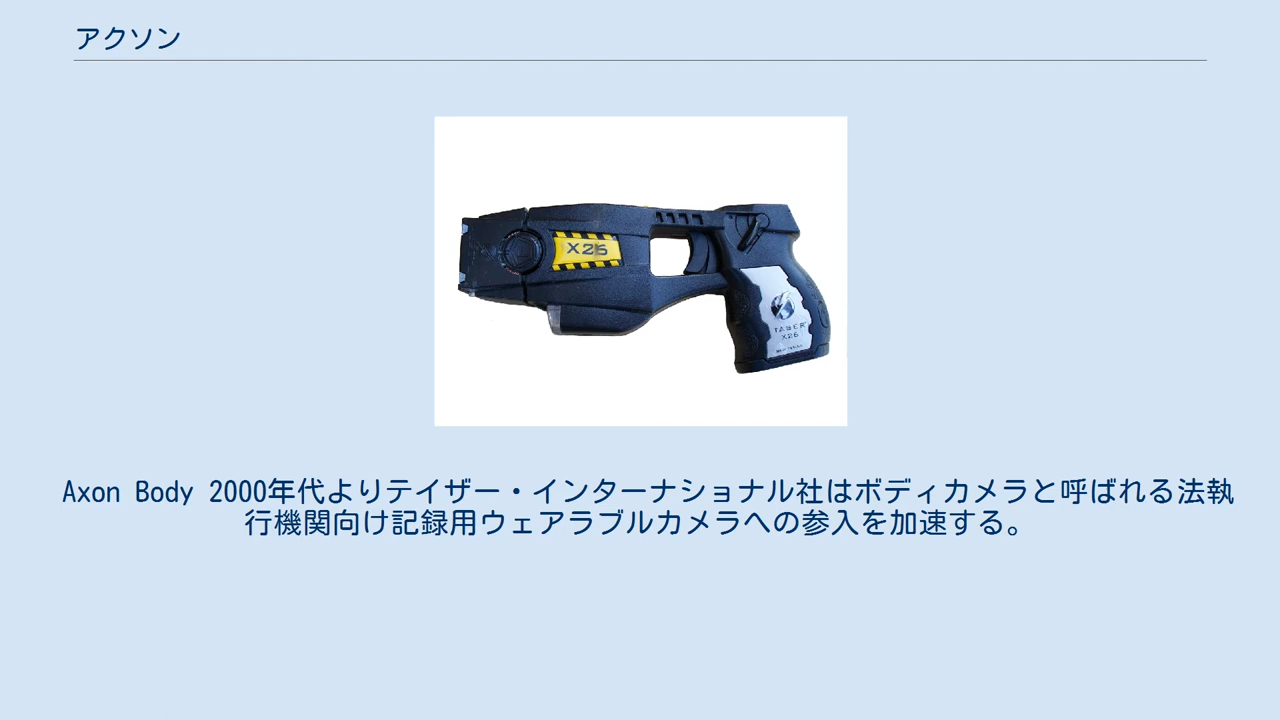 アクソン
X26
TASER
X26
Axon Body 2000年代よりテイザー・インターナショナル社はボディカメラと呼ばれる法執
行機関向け記録用ウェアラブルカメラへの参入を加速する。